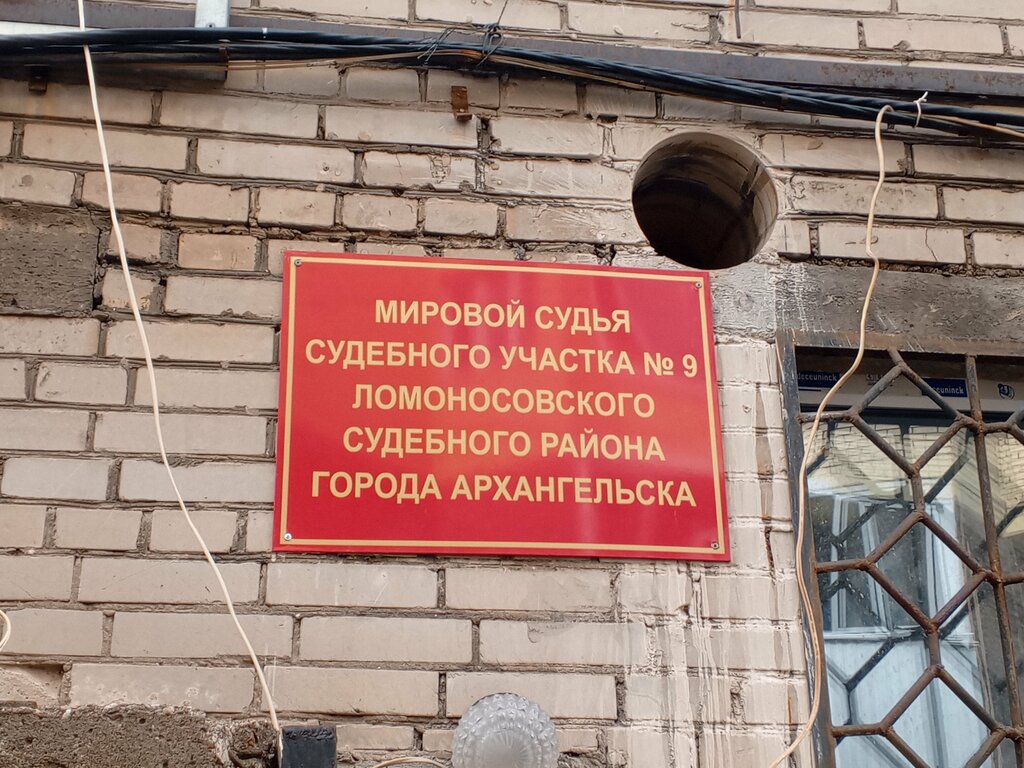 МИРОВОЙ СУДЬЯ
СУДЕБНОГО УЧАСТКА № 9
ЛОМОНОСОВСКОГО
СУДЕБНОГО РАЙОНА
ГОРОДА АРХАНГЕЛЬСКА